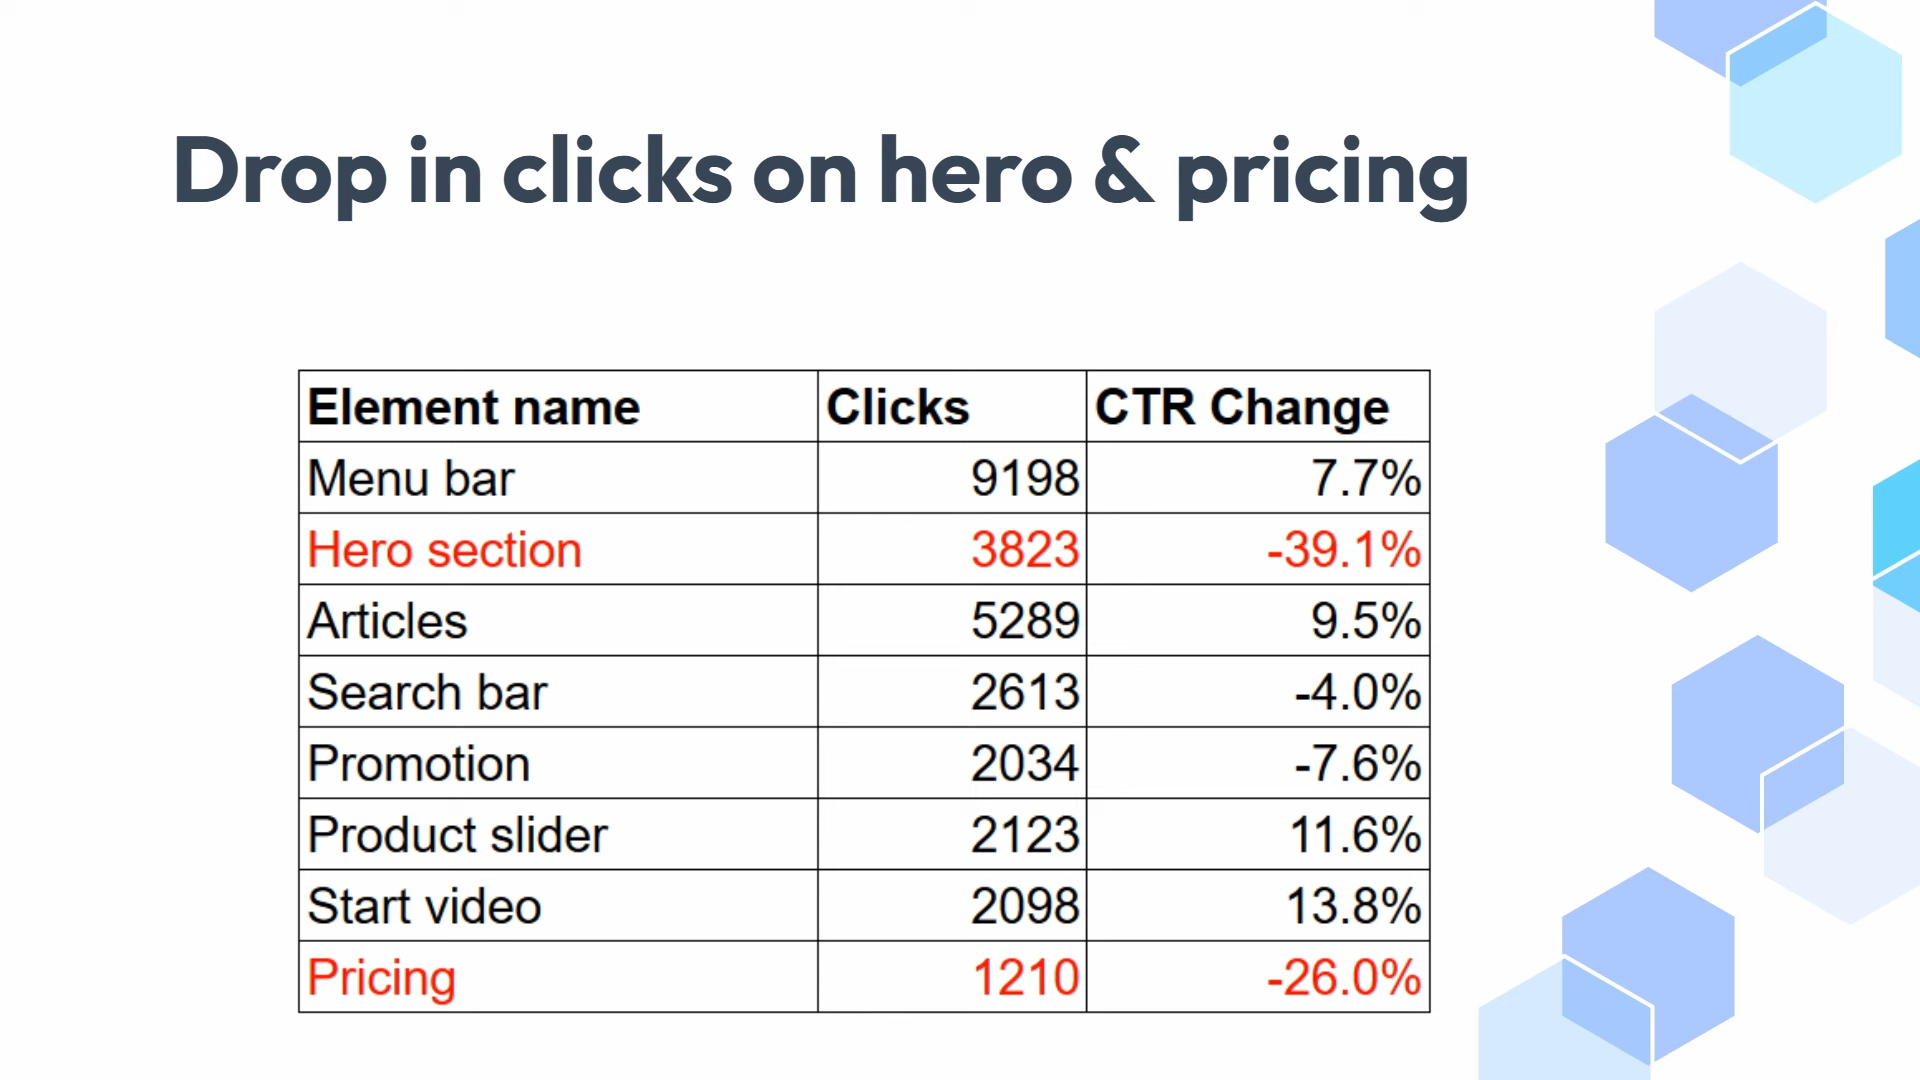 Drop in clicks on hero & pricing
Element name Clicks CTR Change
Menu bar 9198 7.7%
Hero section 3823 -39.1%
Articles 5289 9.5%
Search bar 2613 -4.0%
Promotion 2034 -7.6%
Product slider 2123 11.6%
Start video 2098 13.8%
Pricing 1210 -26.0%